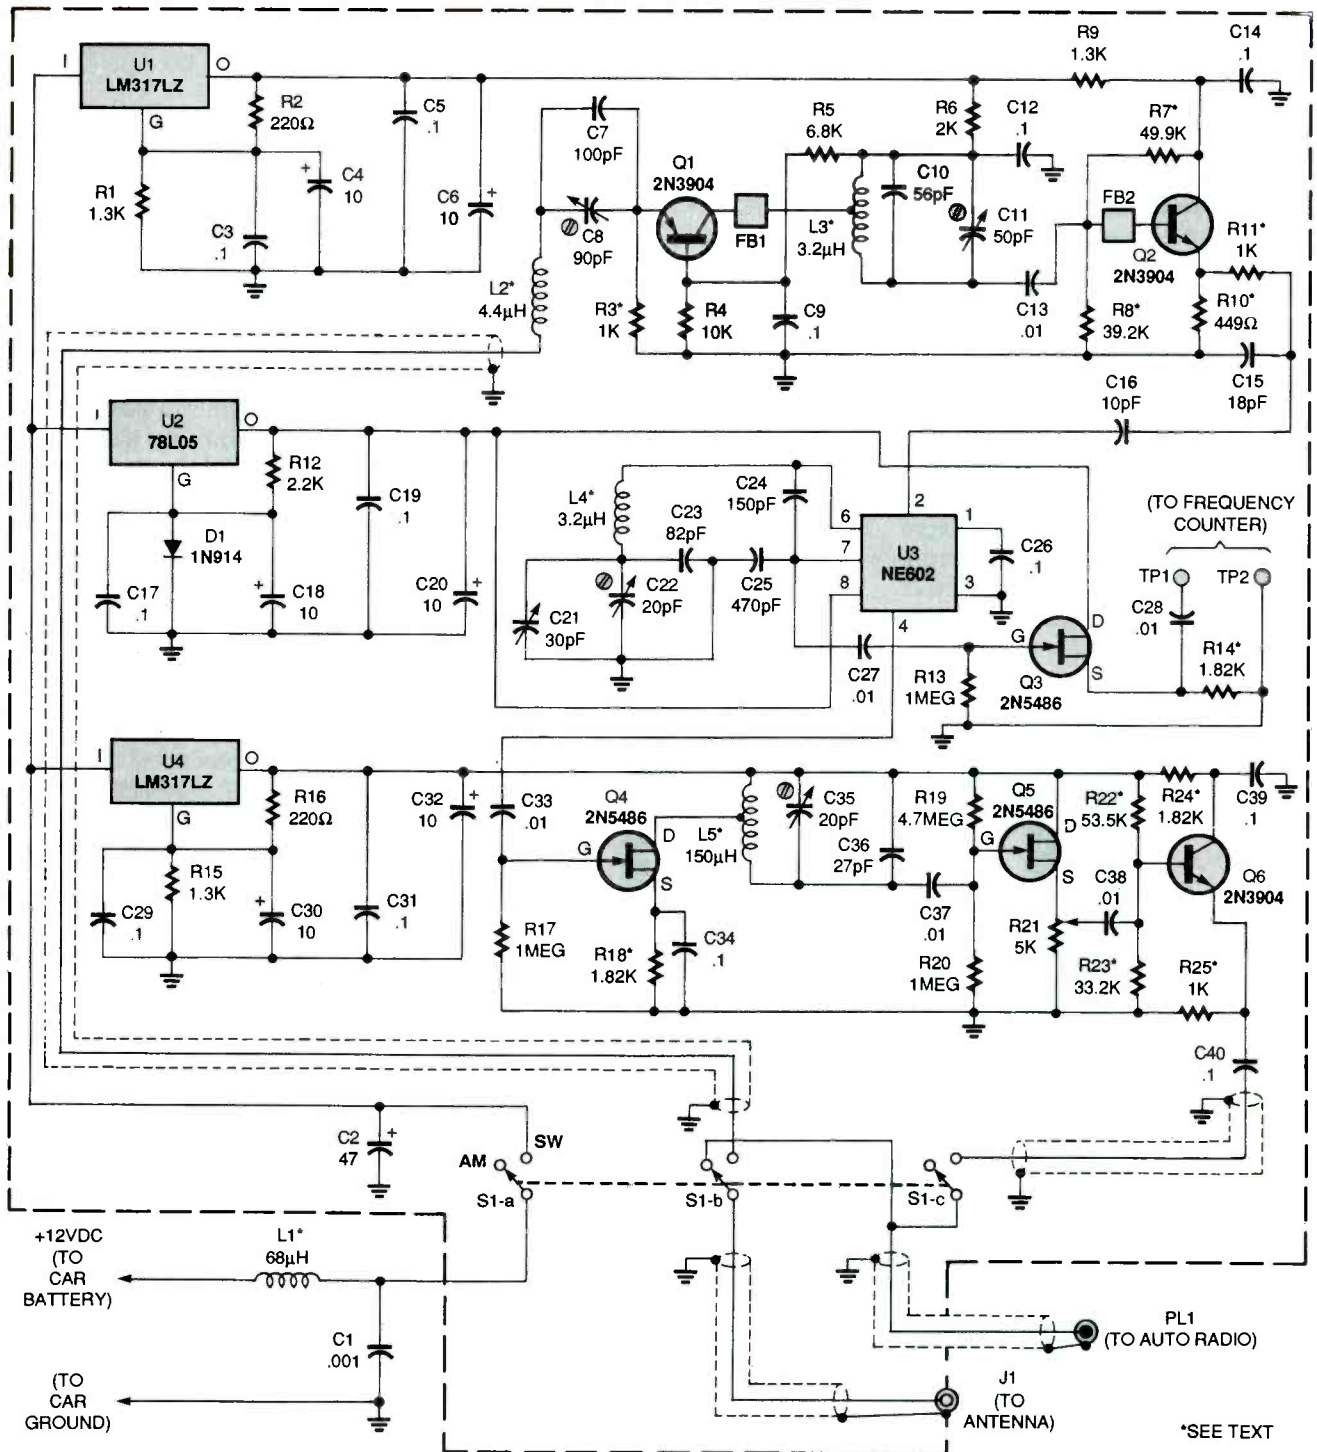 I
U1
LM317LZ
O
G
R2
220Ω
R1
1.3K
C3
.1
+
C4
10
C5
.1
C6
10
+
C7
100pF
C8
90pF
L2*
4.4µH
Q1
2N3904
FB1
R3*
1K
R4
10K
R5
6.8K
C9
.1
L3*
3.2µH
C10
56pF
R6
2K
C11
50pF
C12
.1
R9
1.3K
C14
.1
R7*
49.9K
FB2
Q2
2N3904
R11*
1K
C13
.01
R8*
39.2K
R10*
449Ω
C15
18pF
C16
10pF
I
U2
78L05
O
G
R12
2.2K
D1
1N914
C17
.1
+
C18
10
C19
.1
C20
10
+
L4*
3.2µH
C21
30pF
C22
20pF
C23
82pF
C24
150pF
C25
470pF
6
7
8
2
1
3
4
U3
NE602
C26
.1
C27
.01
R13
1MEG
G
D
S
Q3
2N5486
(TO FREQUENCY
COUNTER)
TP1
TP2
C28
.01
R14*
1.82K
I
U4
LM317LZ
O
G
R16
220Ω
R15
1.3K
C29
.1
+
C30
10
C31
.1
C32
10
+
C33
.01
Q4
2N5486
G
D
S
R17
1MEG
R18*
1.82K
C34
.1
L5*
150µH
C35
20pF
C36
27pF
C37
.01
R19
4.7MEG
R20
1MEG
Q5
2N5486
G
D
S
R21
5K
C38
.01
R22*
53.5K
R23*
33.2K
R24*
1.82K
C39
.1
Q6
2N3904
R25*
1K
C40
.1
C2
47
+
AM
SW
S1-a
S1-b
S1-c
+12VDC
(TO
CAR
BATTERY)
L1*
68µH
C1
.001
(TO
CAR
GROUND)
PL1
(TO AUTO RADIO)
J1
(TO
ANTENNA)
*SEE TEXT